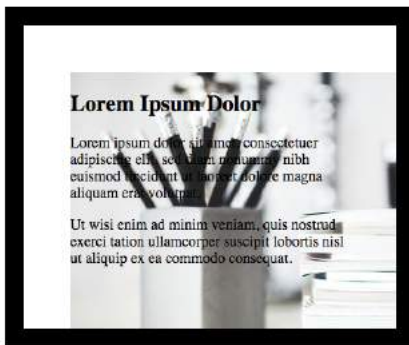 Lorem Ipsum Dolor
Lorem ipsum dolor sit amet, consectetuer
adipiscing elit, sed diam nonummy nibh
euismod tincidunt ut laoreet dolore magna
aliquam erat volutpat.
Ut wisi enim ad minim veniam, quis nostrud
exerci tation ullamcorper suscipit lobortis nisl
ut aliquip ex ea commodo consequat.